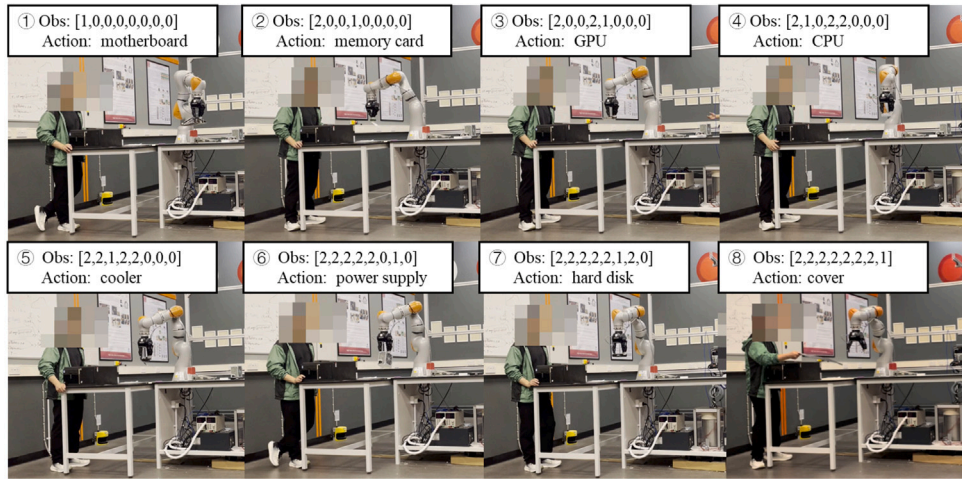 ① Obs: [1,0,0,0,0,0,0,0]
Action: motherboard
② Obs: [2,0,0,1,0,0,0,0]
Action: memory card
③ Obs: [2,0,0,2,1,0,0,0]
Action: GPU
④ Obs: [2,1,0,2,2,0,0,0]
Action: CPU
⑤ Obs: [2,2,1,2,2,0,0,0]
Action: cooler
⑥ Obs: [2,2,2,2,2,0,1,0]
Action: power supply
⑦ Obs: [2,2,2,2,2,1,2,0]
Action: hard disk
⑧ Obs: [2,2,2,2,2,2,2,1]
Action: cover